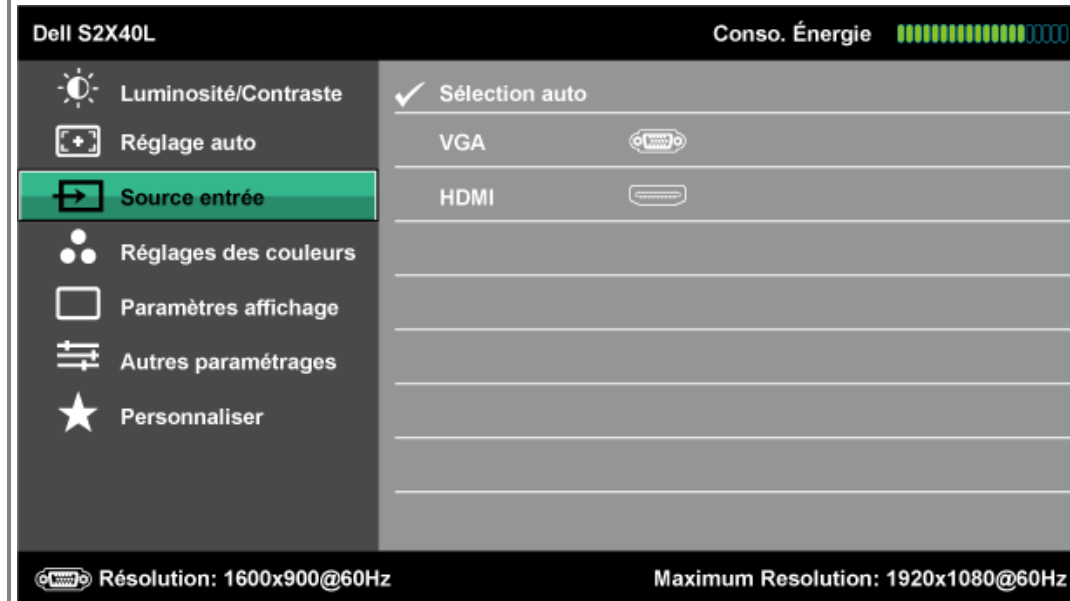 Dell S2X40L Conso. Énergie
Luminosité/Contraste
Sélection auto
Réglage auto
VGA
Source entrée
HDMI
Réglages des couleurs
Paramètres affichage
Autres paramétrages
Personnaliser
Résolution: 1600x900@60Hz Maximum Resolution: 1920x1080@60Hz